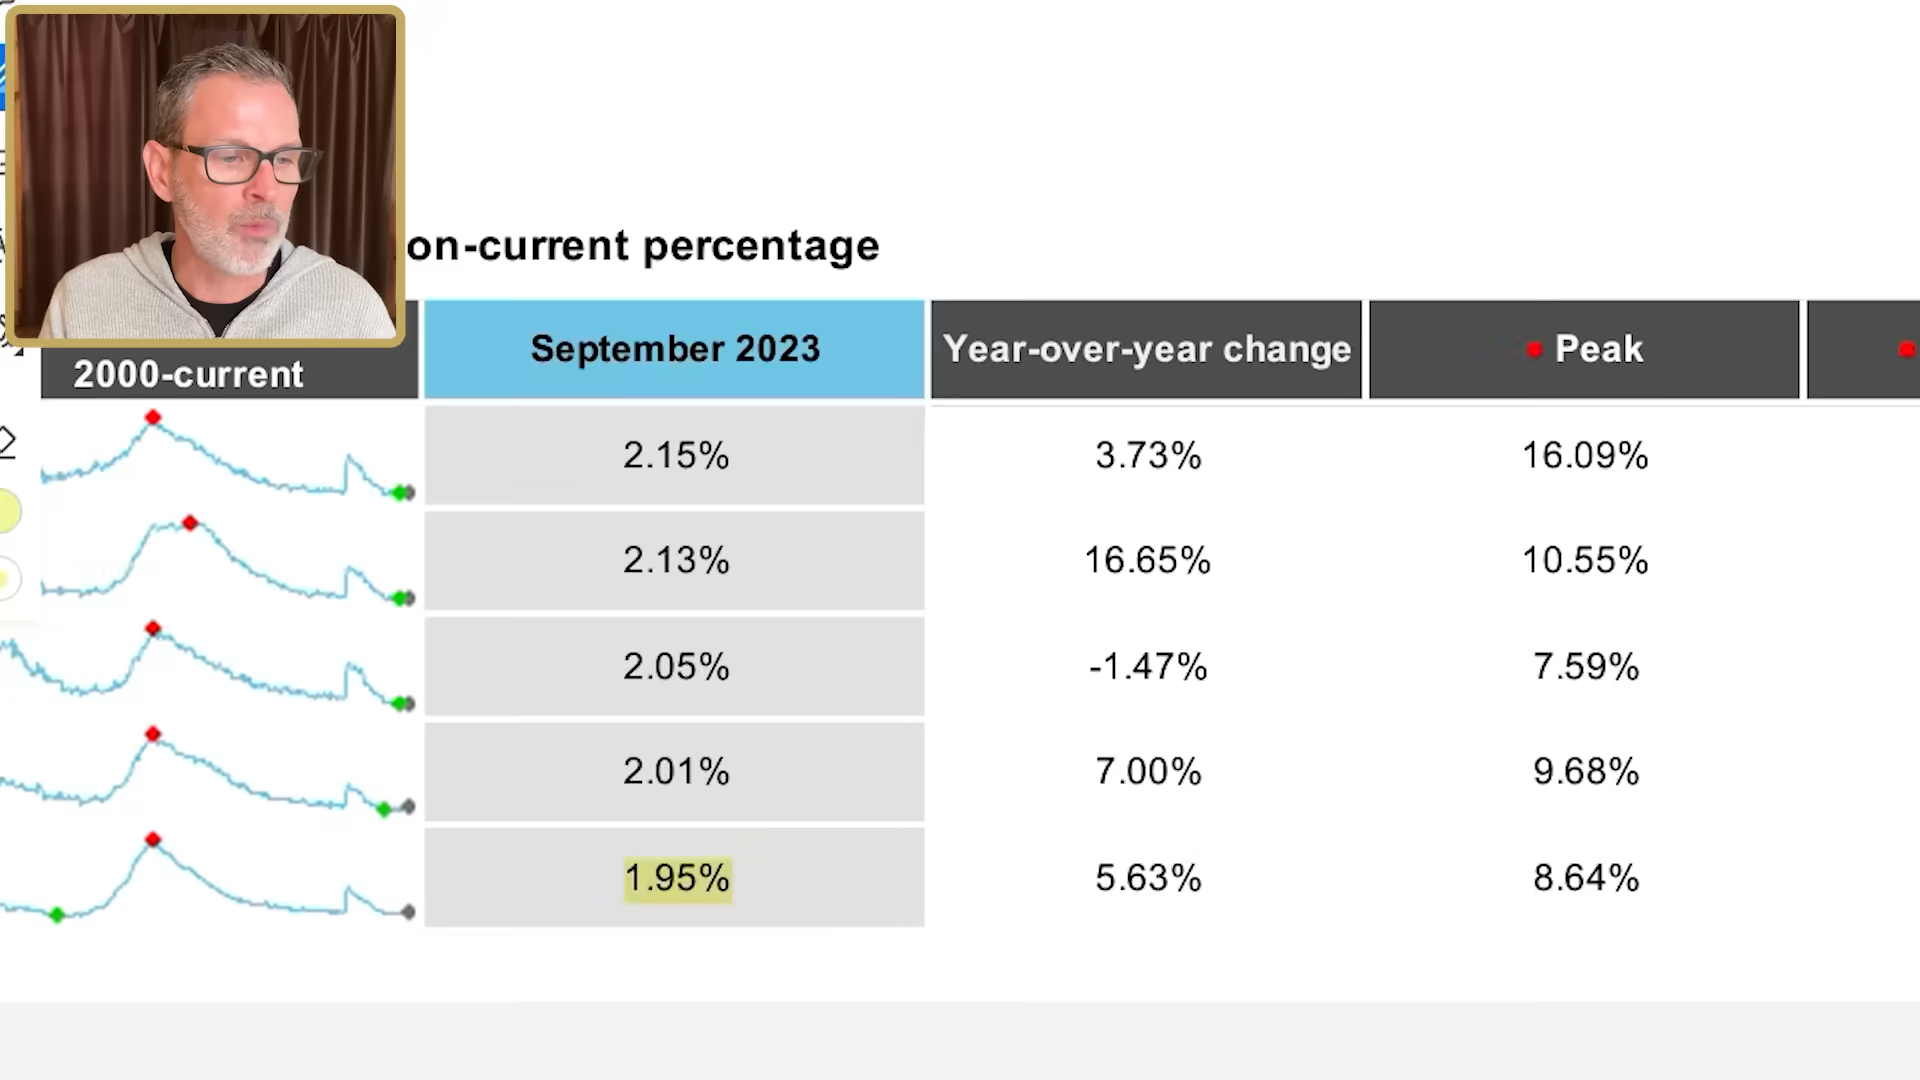 on-current percentage
2000-current September 2023 Year-over-year change Peak
2.15% 3.73% 16.09%
2.13% 16.65% 10.55%
2.05% -1.47% 7.59%
2.01% 7.00% 9.68%
1.95% 5.63% 8.64%